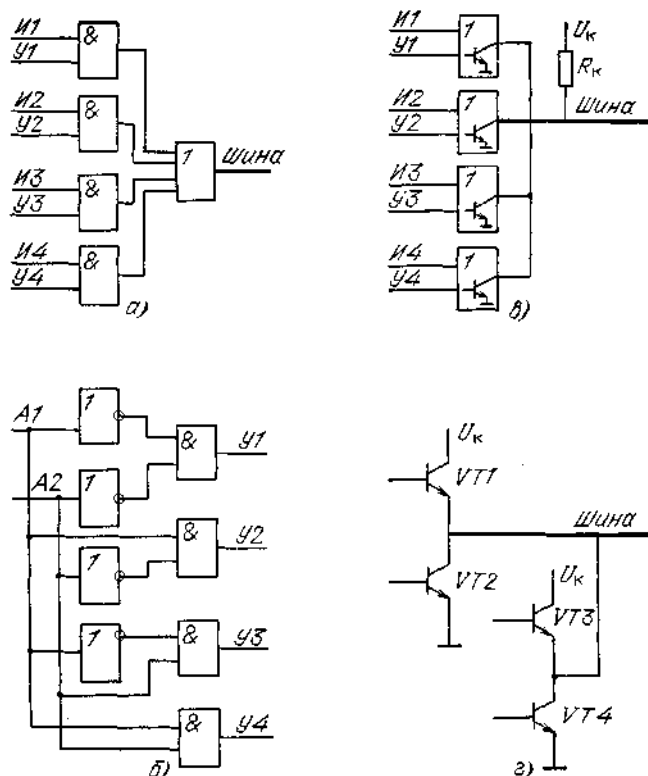 И1
У1
&
И2
У2
&
И3
У3
&
И4
У4
&
1
Шина
а)
И1
У1
1
И2
У2
1
И3
У3
1
И4
У4
1
Uк
Rк
Шина
в)
А1
1
&
У1
А2
1
&
У2
1
1
&
У3
&
У4
б)
Uк
VT1
Шина
VT2
Uк
VT3
VT4
г)